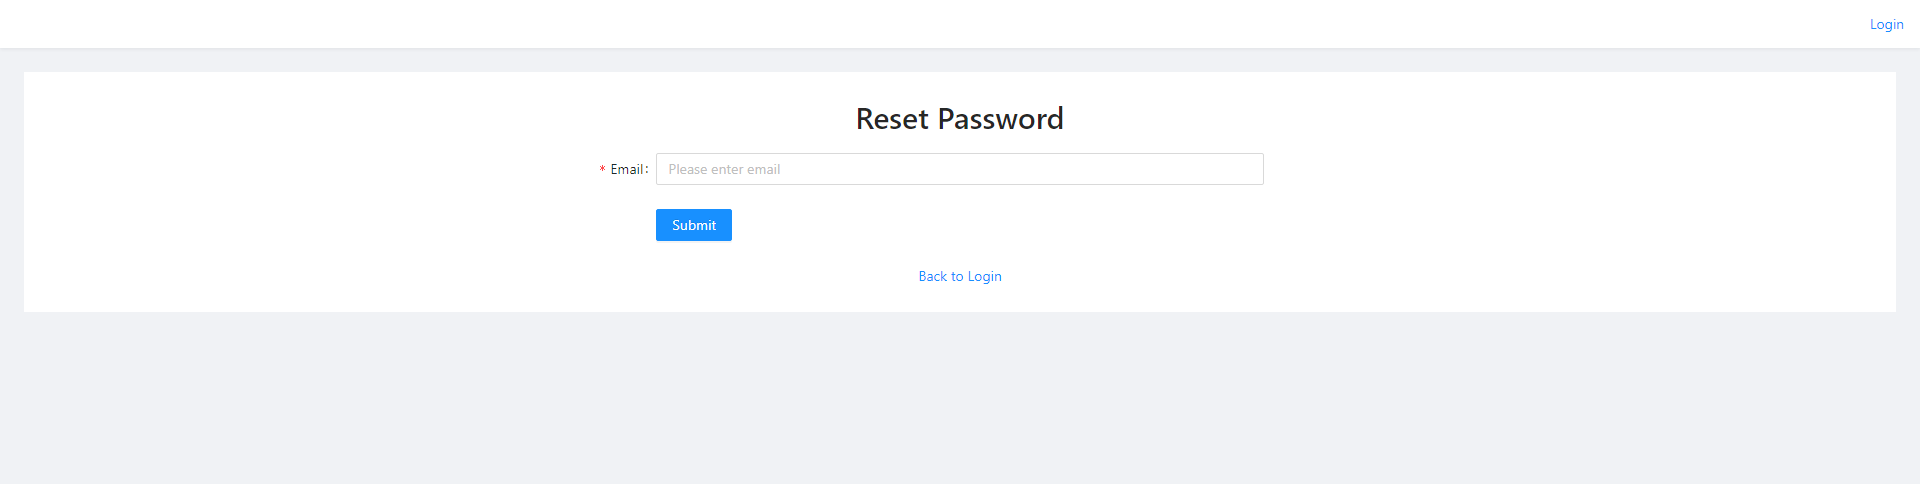 Login
Reset Password
* Email: Please enter email
Submit
Back to Login